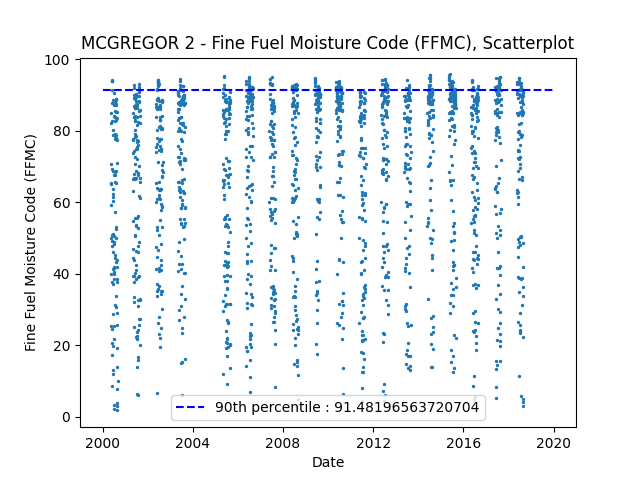 MCGREGOR 2 - Fine Fuel Moisture Code (FFMC), Scatterplot
100
80
60
40
20
0
Fine Fuel Moisture Code (FFMC)
90th percentile : 91.48196563720704
2000 2004 2008 2012 2016 2020
Date